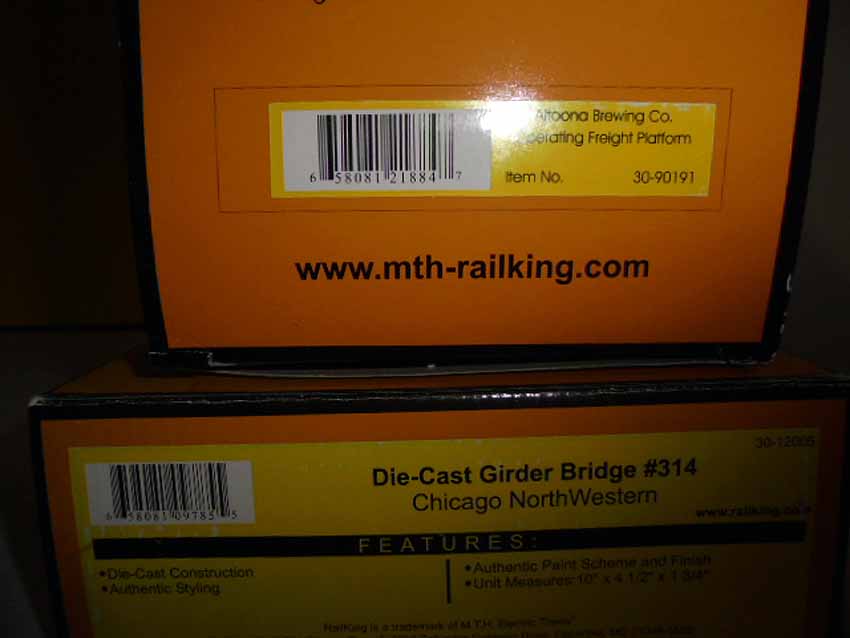 Altoona Brewing Co.
Operating Freight Platform
Item No. 30-90191
6 58081 21884 7
www.mth-railking.com
30-12005
Die-Cast Girder Bridge #314
Chicago NorthWestern
6 58081 09785 5
www.railking.com
FEATURES:
•Die-Cast Construction
•Authentic Styling
•Authentic Paint Scheme and Finish
•Unit Measures: 10" x 4 1/2" x 1 3/4"
RailKing is a trademark of M.T.H. Electric Trains